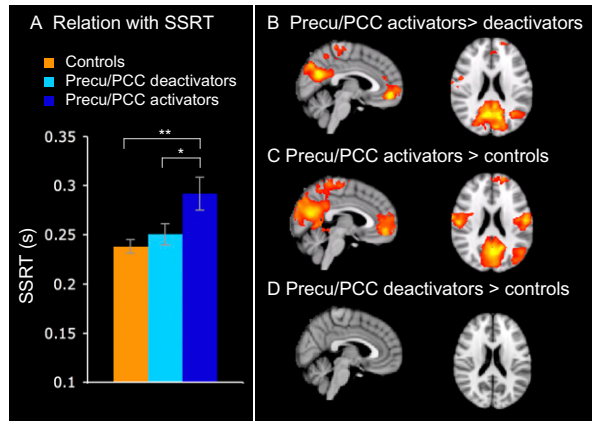 A Relation with SSRT
Controls
Precu/PCC deactivators
Precu/PCC activators
**
*
0.35
0.3
0.25
0.2
0.15
0.1
SSRT (s)
B Precu/PCC activators> deactivators
C Precu/PCC activators > controls
D Precu/PCC deactivators > controls